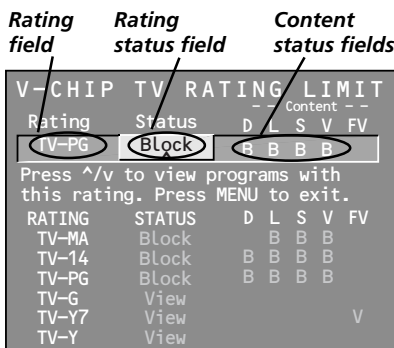 Rating field
Rating status field
Content status fields
V-CHIP TV RATING LIMIT
- - Content - -
Rating Status D L S V FV
TV-PG Block B B B B
Press ^/v to view programs with
this rating. Press MENU to exit.
RATING STATUS D L S V FV
TV-MA Block B B B
TV-14 Block B B B B
TV-PG Block B B B B
TV-G View
TV-Y7 View V
TV-Y View